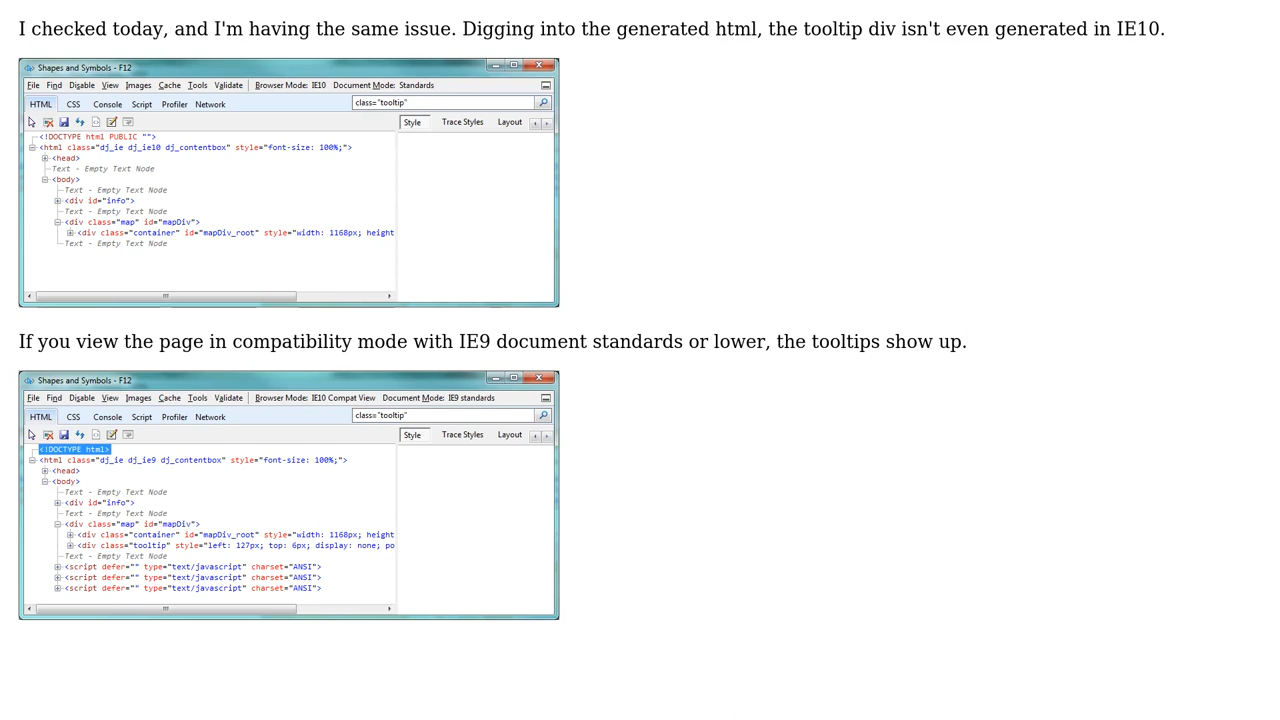 I checked today, and I'm having the same issue. Digging into the generated html, the tooltip div isn't even generated in IE10.
Shapes and Symbols - F12
File Find Disable View Images Cache Tools Validate Browser Mode: IE10 Document Mode: Standards
HTML CSS Console Script Profiler Network class="tooltip"
Style Trace Styles Layout
<!DOCTYPE html PUBLIC "">
<html class="dj_ie dj_ie10 dj_contentbox" style="font-size: 100%;">
<head>
Text - Empty Text Node
<body>
Text - Empty Text Node
<div id="info">
Text - Empty Text Node
<div class="map" id="mapDiv">
<div class="container" id="mapDiv_root" style="width: 1168px; height
Text - Empty Text Node
If you view the page in compatibility mode with IE9 document standards or lower, the tooltips show up.
Shapes and Symbols - F12
File Find Disable View Images Cache Tools Validate Browser Mode: IE10 Compat View Document Mode: IE9 standards
HTML CSS Console Script Profiler Network class="tooltip"
Style Trace Styles Layout
<!DOCTYPE html>
<html class="dj_ie dj_ie9 dj_contentbox" style="font-size: 100%;">
<head>
<body>
Text - Empty Text Node
<div id="info">
Text - Empty Text Node
<div class="map" id="mapDiv">
<div class="container" id="mapDiv_root" style="width: 1168px; height
<div class="tooltip" style="left: 127px; top: 6px; display: none; po
Text - Empty Text Node
<script defer="" type="text/javascript" charset="ANSI">
<script defer="" type="text/javascript" charset="ANSI">
<script defer="" type="text/javascript" charset="ANSI">